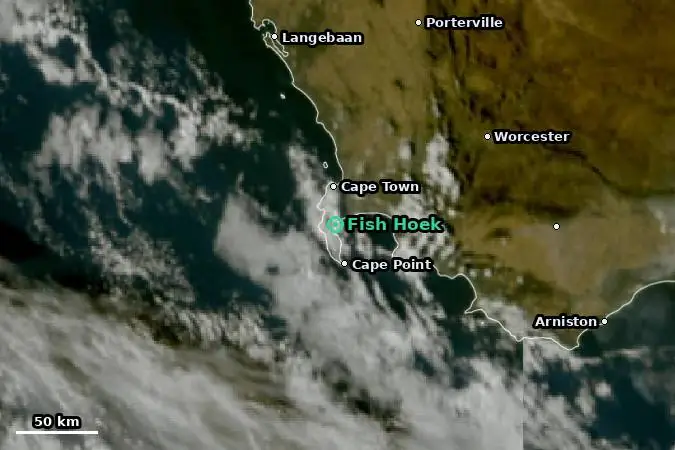 Porterville
Langebaan
Worcester
Cape Town
Fish Hoek
Cape Point
Arniston
50 km